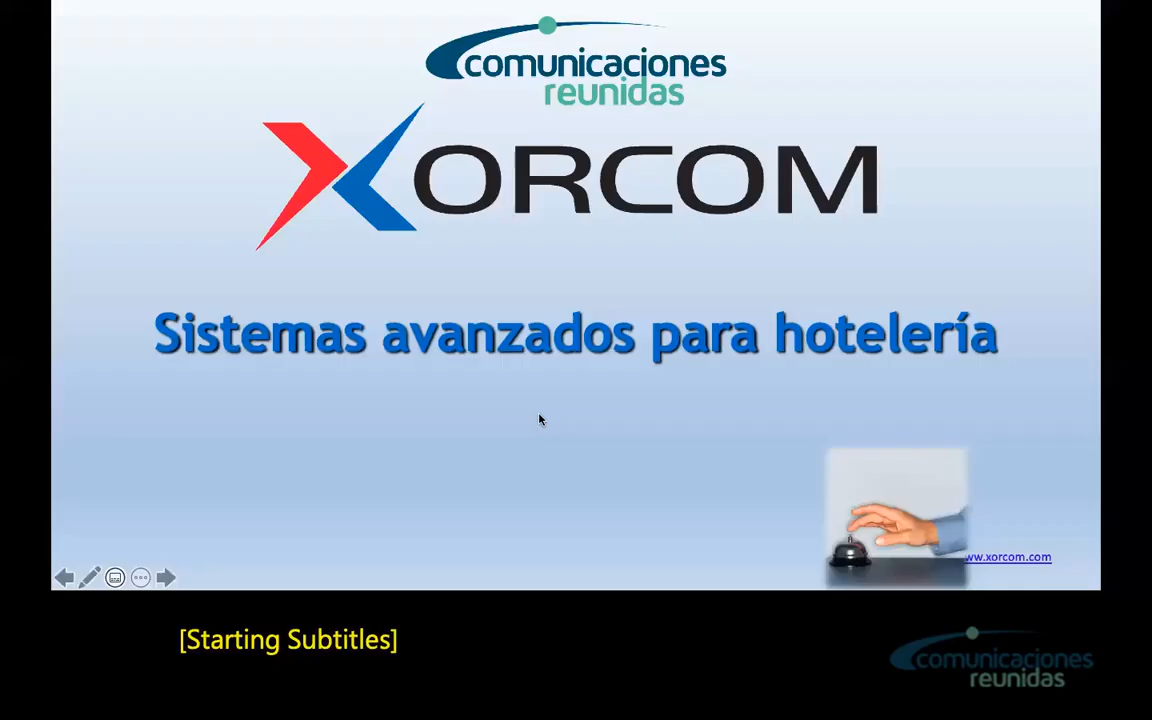 comunicaciones
reunidas
XORCOM
Sistemas avanzados para hotelería
ww.xorcom.com
[Starting Subtitles]
comunicaciones
reunidas